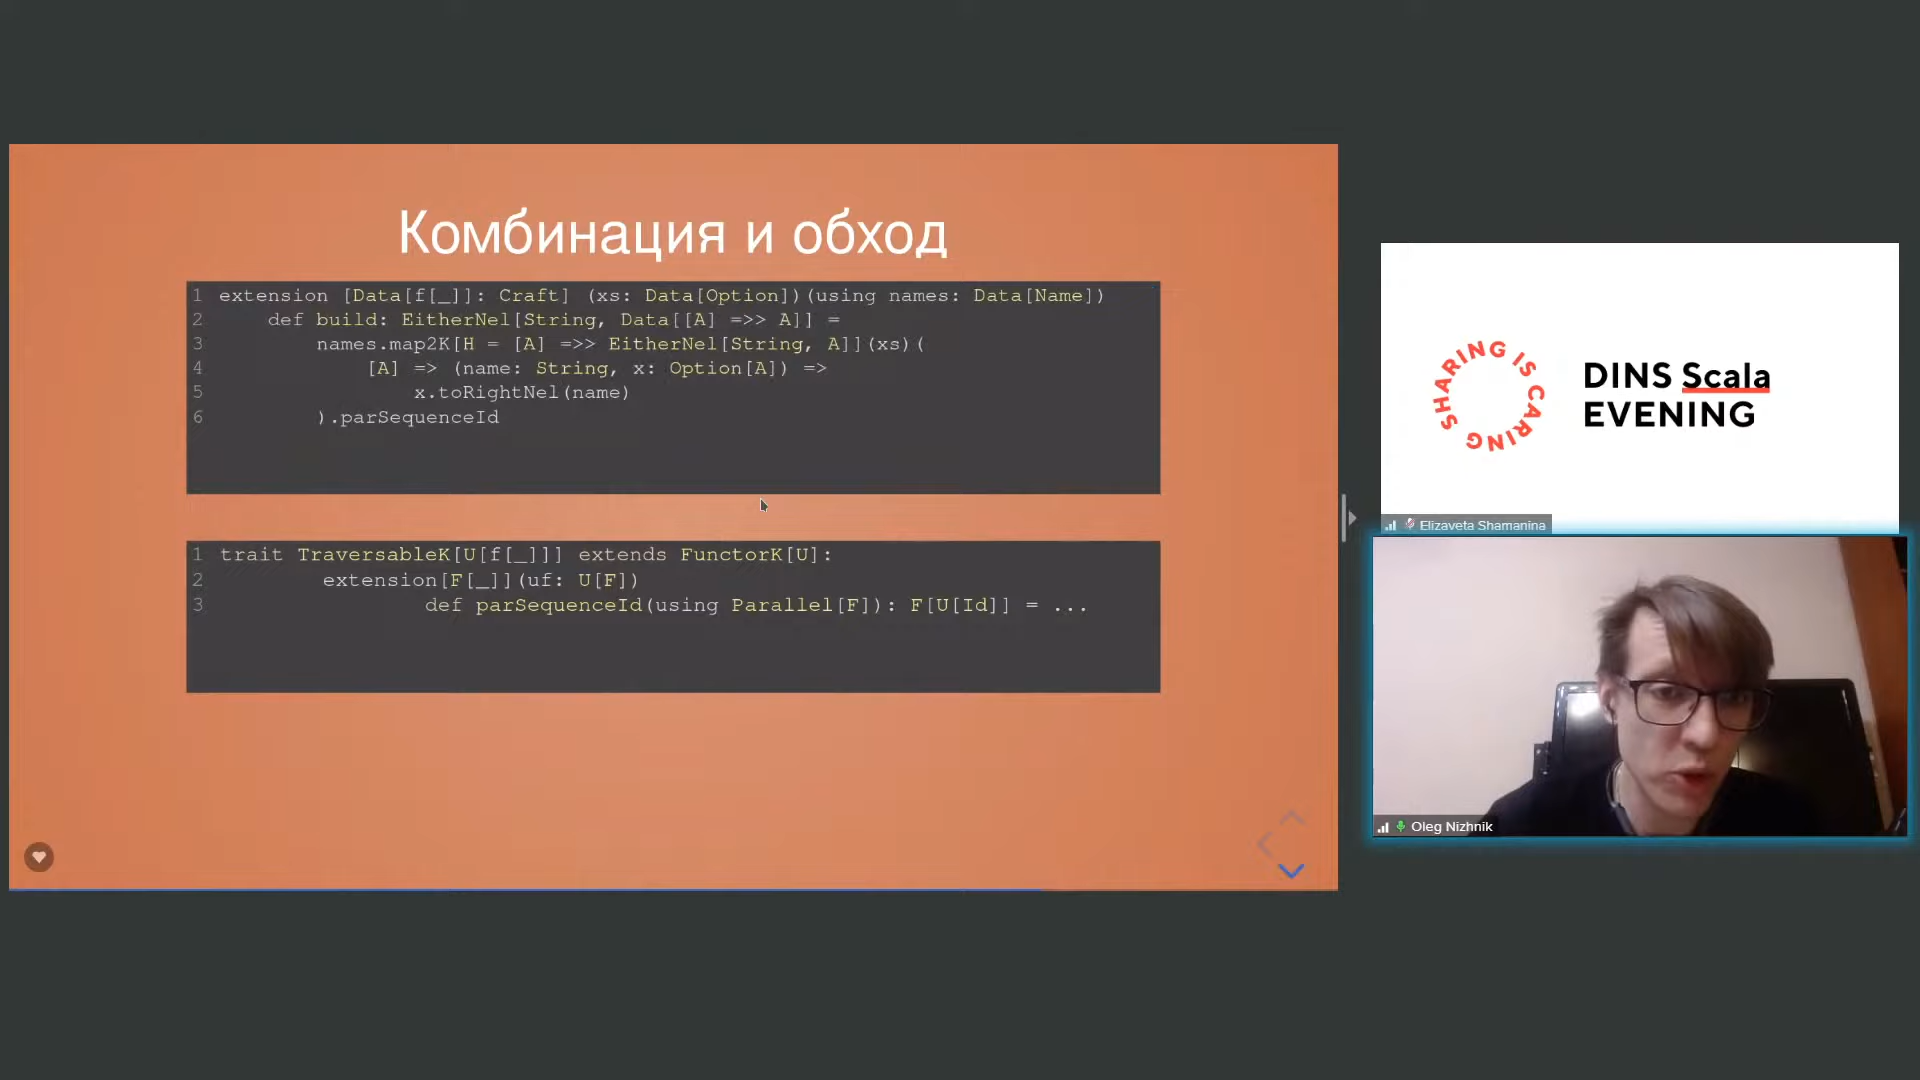 Комбинация и обход
1 extension [Data[f[_]]: Craft] (xs: Data[Option])(using names: Data[Name])
2 def build: EitherNel[String, Data[[A] =>> A]] =
3 names.map2K[H = [A] =>> EitherNel[String, A]](xs)(
4 [A] => (name: String, x: Option[A]) =>
5 x.toRightNel(name)
6 ).parSequenceId
1 trait TraversableK[U[f[_]]] extends FunctorK[U]:
2 extension[F[_]](uf: U[F])
3 def parSequenceId(using Parallel[F]): F[U[Id]] = ...
SHARING IS CARING
DINS Scala
EVENING
Elizaveta Shamanina
Oleg Nizhnik